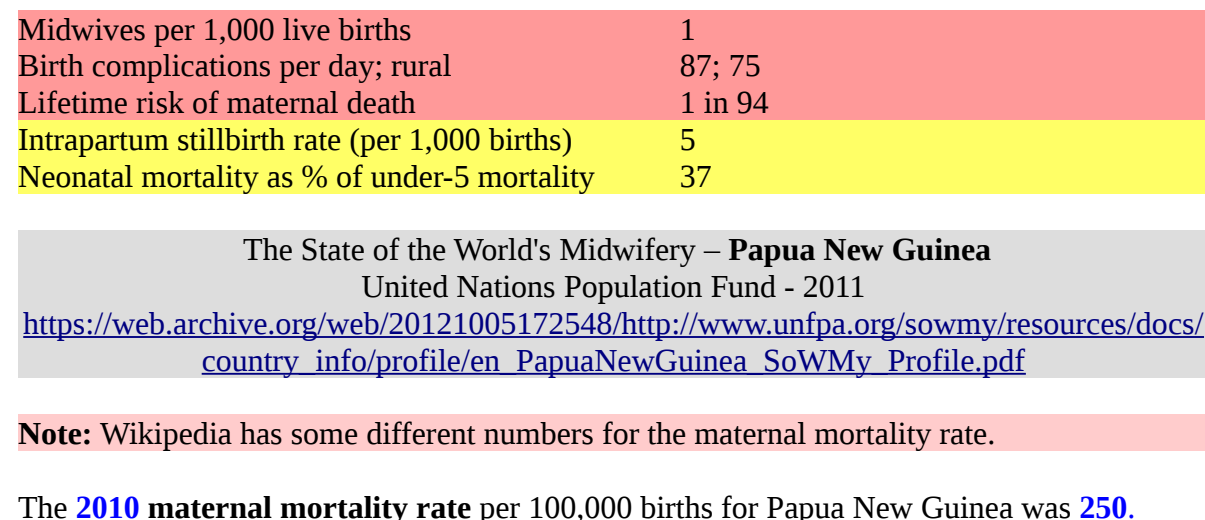 Midwives per 1,000 live births 1
Birth complications per day; rural 87; 75
Lifetime risk of maternal death 1 in 94
Intrapartum stillbirth rate (per 1,000 births) 5
Neonatal mortality as % of under-5 mortality 37
The State of the World's Midwifery – Papua New Guinea
United Nations Population Fund - 2011
https://web.archive.org/web/20121005172548/http://www.unfpa.org/sowmy/resources/docs/
country_info/profile/en_PapuaNewGuinea_SoWMy_Profile.pdf
Note: Wikipedia has some different numbers for the maternal mortality rate.
The 2010 maternal mortality rate per 100,000 births for Papua New Guinea was 250.